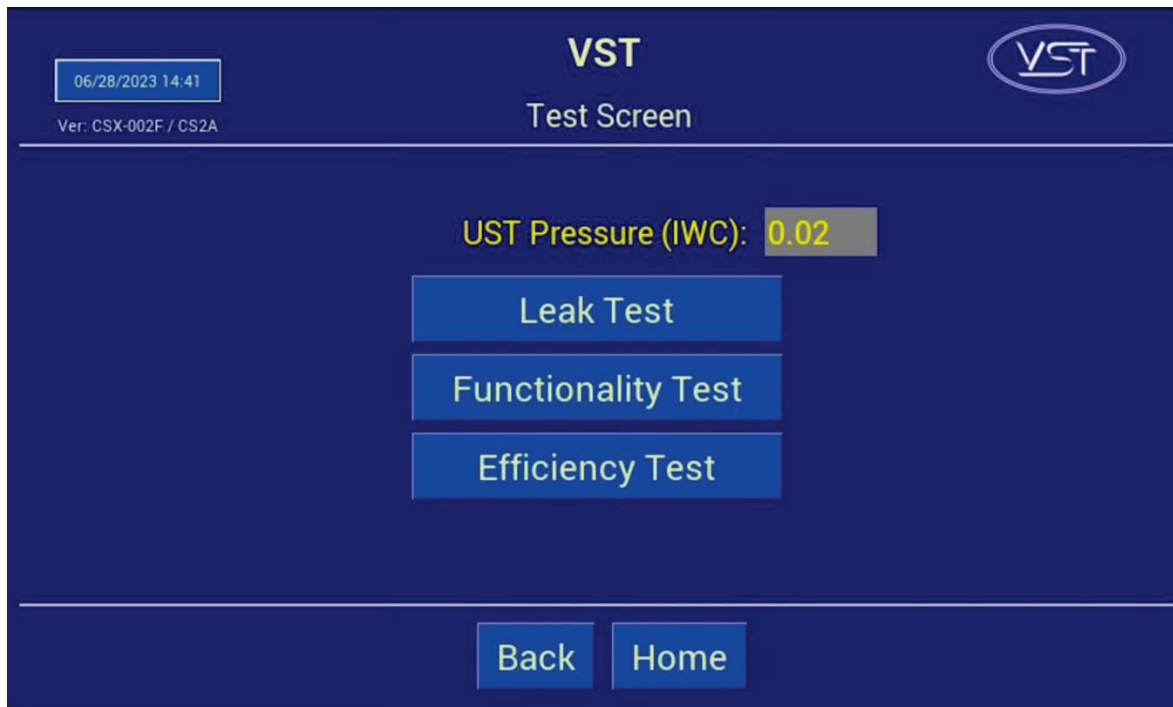 VST
VST
06/28/2023 14:41
Test Screen
Ver: CSX-002F / CS2A
UST Pressure (IWC): 0.02
Leak Test
Functionality Test
Efficiency Test
Back Home